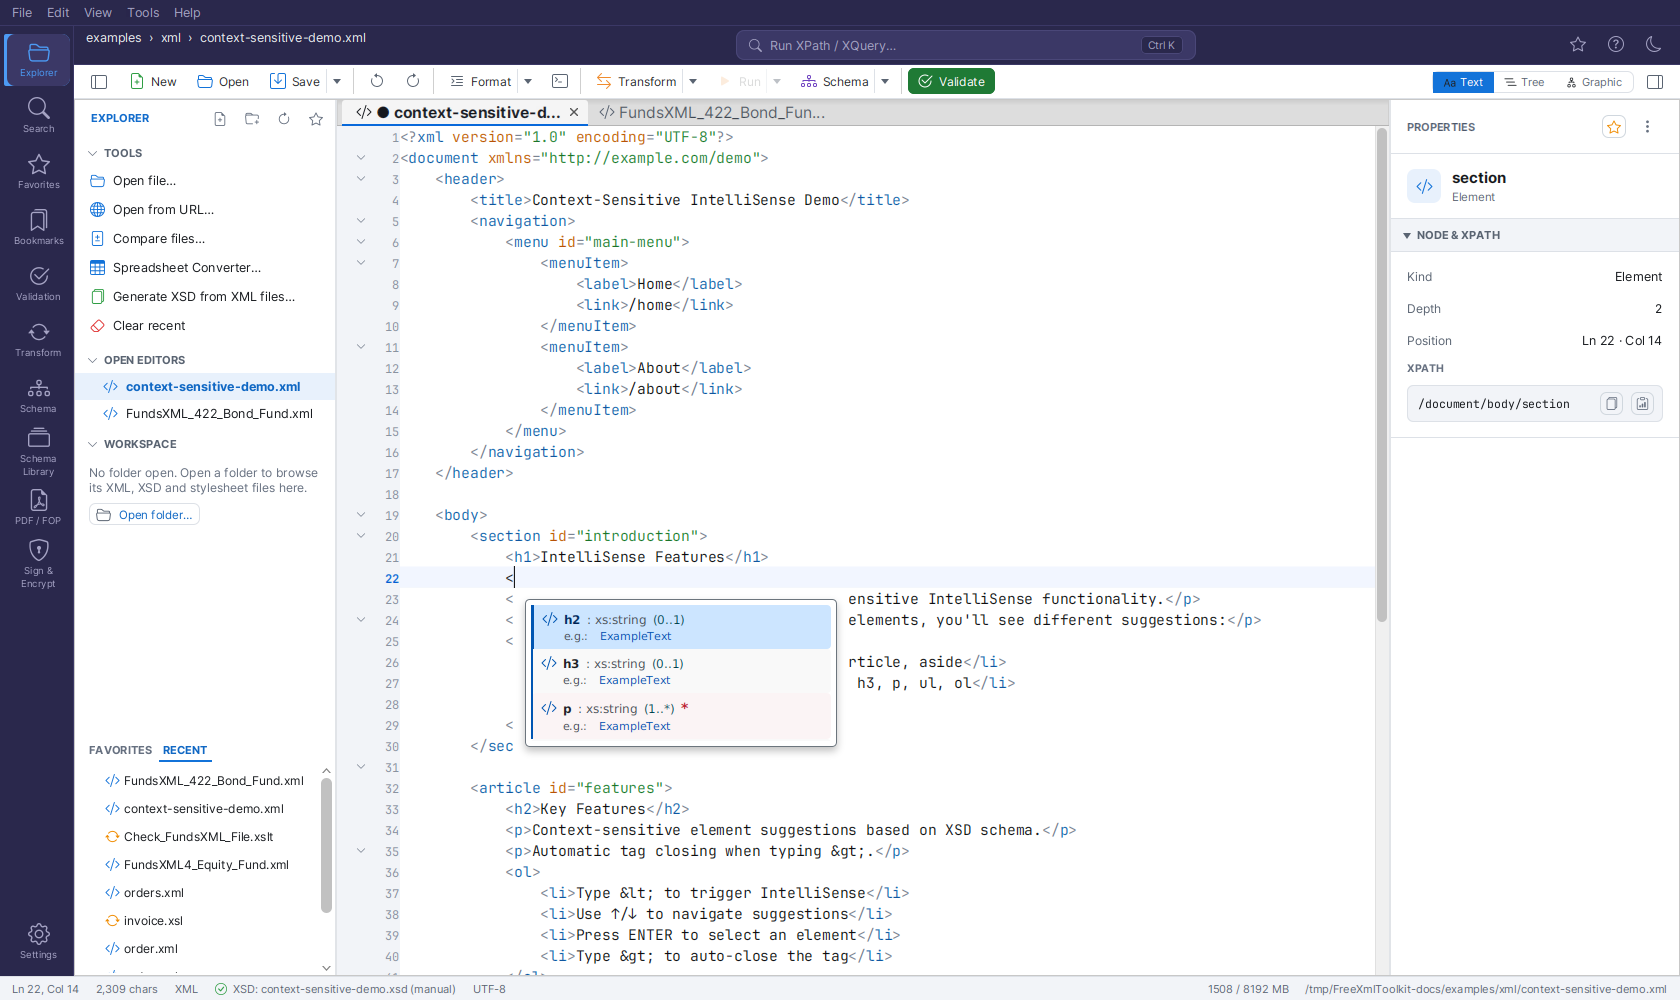 File Edit View Tools Help
examples › xml › context-sensitive-demo.xml
Run XPath / XQuery... Ctrl K
New Open Save Format Transform Run Schema Validate Aa Text Tree Graphic
Explorer
Search
Favorites
Bookmarks
Validation
Transform
Schema
Schema
Library
PDF / FOP
Sign &
Encrypt
Settings
EXPLORER
TOOLS
Open file...
Open from URL...
Compare files...
Spreadsheet Converter...
Generate XSD from XML files...
Clear recent
OPEN EDITORS
context-sensitive-demo.xml
FundsXML_422_Bond_Fund.xml
WORKSPACE
No folder open. Open a folder to browse
its XML, XSD and stylesheet files here.
Open folder...
FAVORITES RECENT
FundsXML_422_Bond_Fund.xml
context-sensitive-demo.xml
Check_FundsXML_File.xslt
FundsXML4_Equity_Fund.xml
orders.xml
invoice.xsl
order.xml
</> ● context-sensitive-d... × </> FundsXML_422_Bond_Fun...
1 <?xml version="1.0" encoding="UTF-8"?>
2 <document xmlns="http://example.com/demo">
3 <header>
4 <title>Context-Sensitive IntelliSense Demo</title>
5 <navigation>
6 <menu id="main-menu">
7 <menuItem>
8 <label>Home</label>
9 <link>/home</link>
10 </menuItem>
11 <menuItem>
12 <label>About</label>
13 <link>/about</link>
14 </menuItem>
15 </menu>
16 </navigation>
17 </header>
18
19 <body>
20 <section id="introduction">
21 <h1>IntelliSense Features</h1>
22 <
23 < ensitive IntelliSense functionality.</p>
24 < elements, you'll see different suggestions:</p>
25 <
26 rticle, aside</li>
27 h3, p, ul, ol</li>
28
29 <
30 </sec
31
32 <article id="features">
33 <h2>Key Features</h2>
34 <p>Context-sensitive element suggestions based on XSD schema.</p>
35 <p>Automatic tag closing when typing &gt;.</p>
36 <ol>
37 <li>Type &lt; to trigger IntelliSense</li>
38 <li>Use ↑/↓ to navigate suggestions</li>
39 <li>Press ENTER to select an element</li>
40 <li>Type &gt; to auto-close the tag</li>
</> h2 : xs:string (0..1)
e.g.: ExampleText
</> h3 : xs:string (0..1)
e.g.: ExampleText
</> p : xs:string (1..*) *
e.g.: ExampleText
PROPERTIES
section
Element
NODE & XPATH
Kind Element
Depth 2
Position Ln 22 · Col 14
XPATH
/document/body/section
Ln 22, Col 14 2,309 chars XML XSD: context-sensitive-demo.xsd (manual) UTF-8 1508 / 8192 MB /tmp/FreeXmlToolkit-docs/examples/xml/context-sensitive-demo.xml